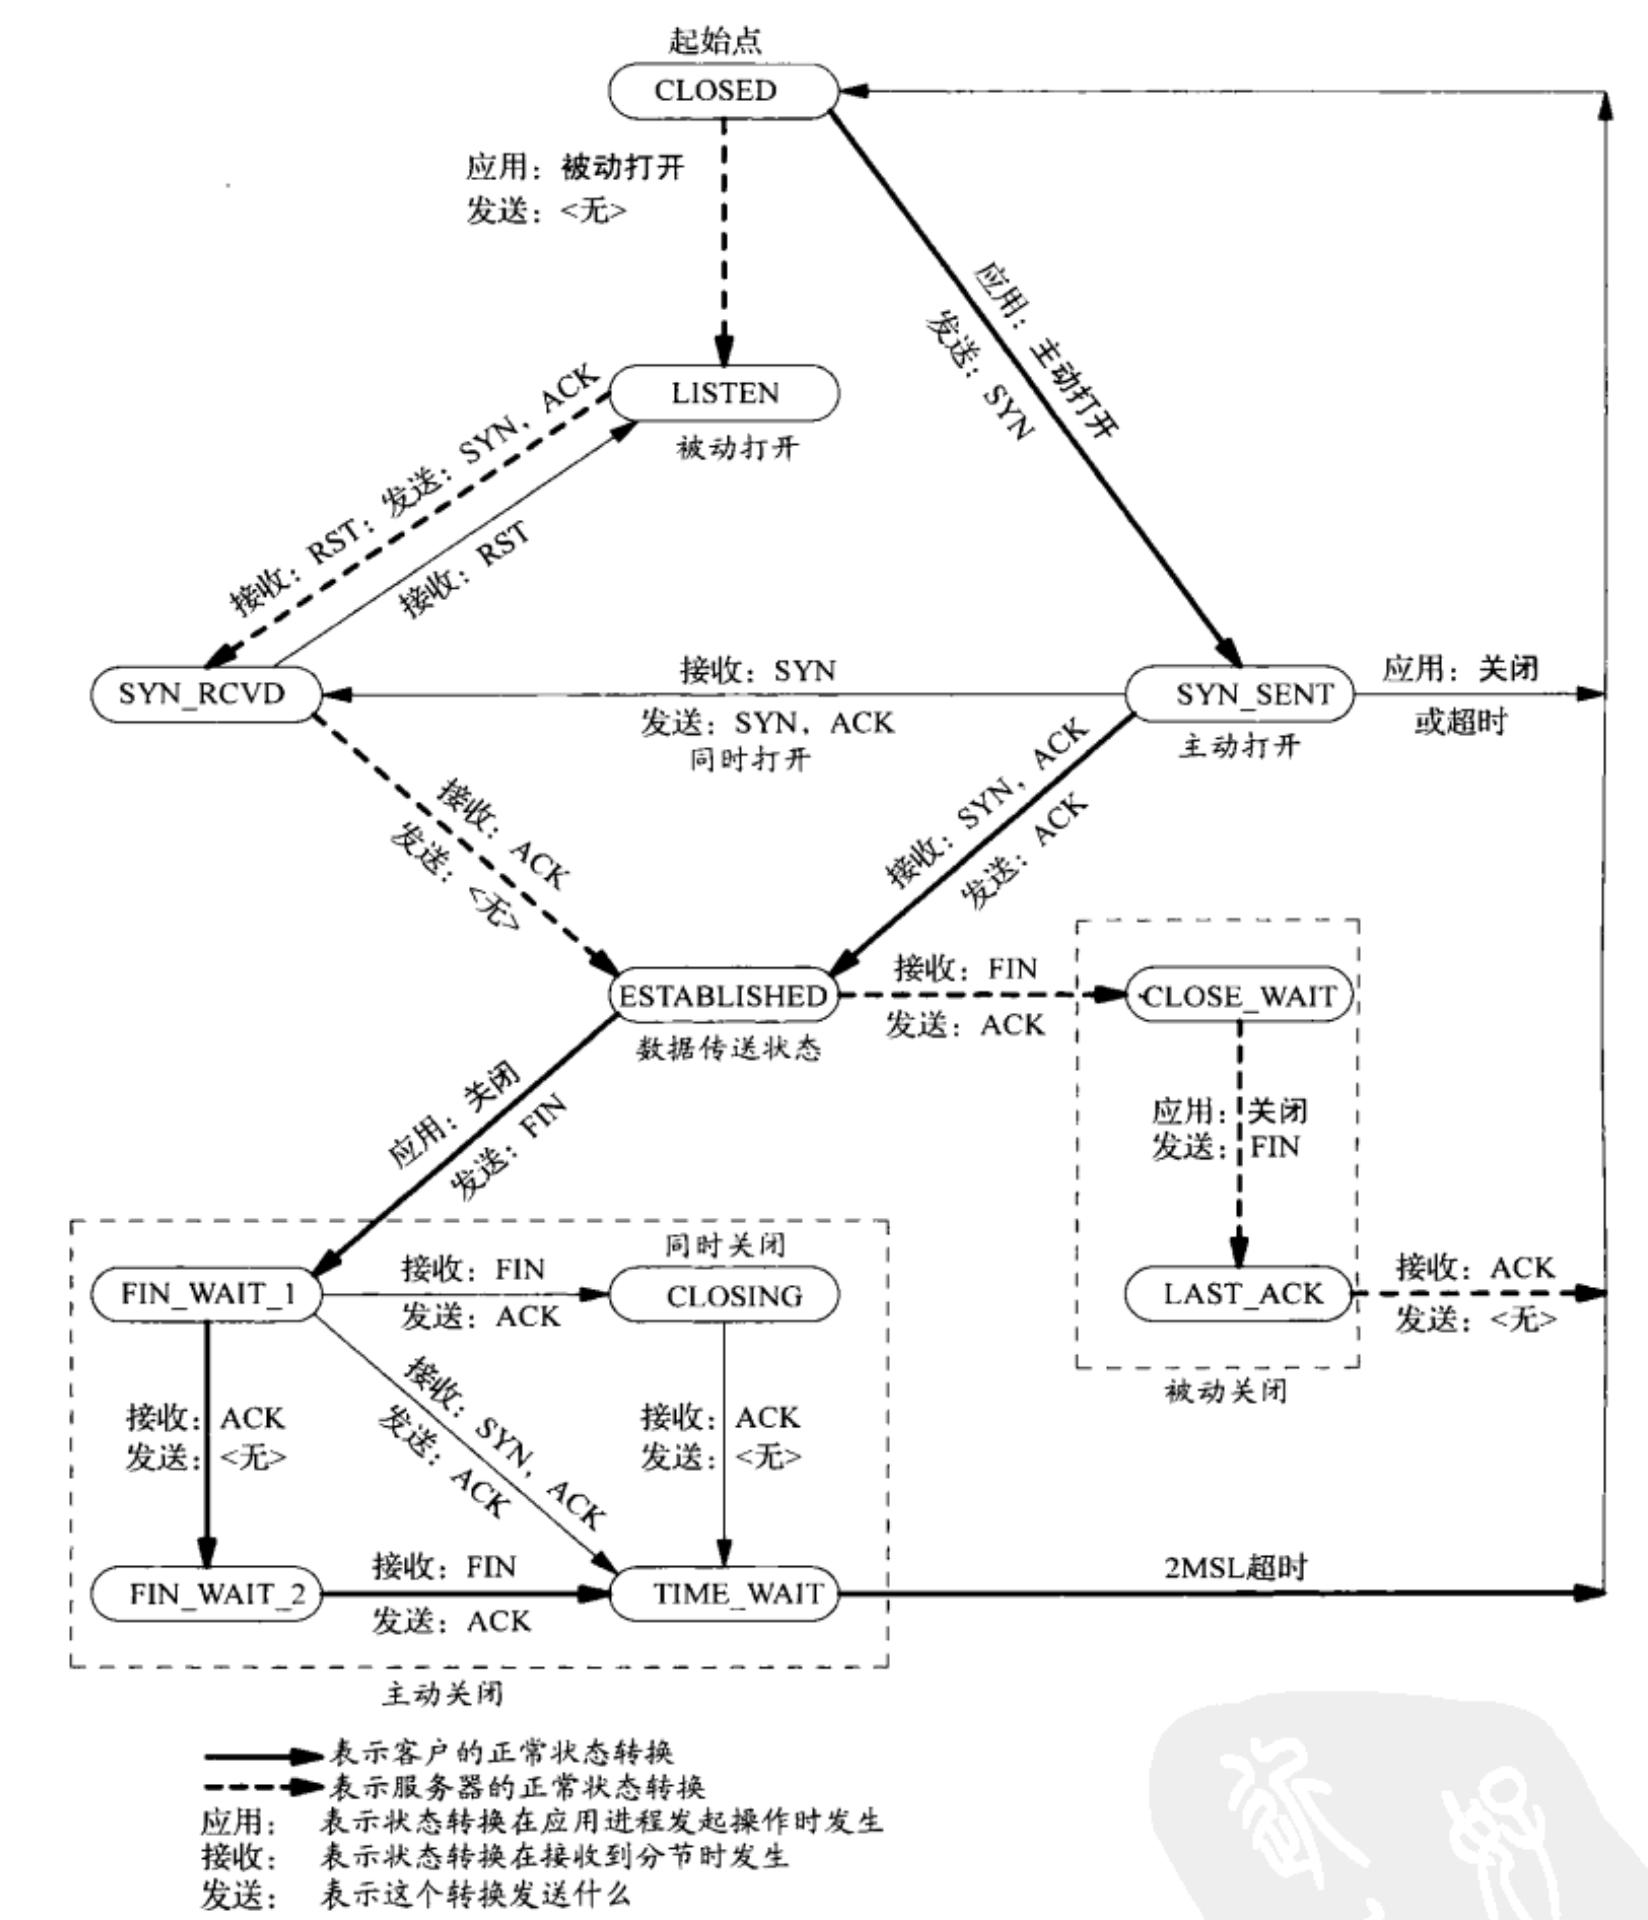 起始点
CLOSED
应用：被动打开
发送：<无>
应用：主动打开
发送：SYN
LISTEN
被动打开
接收：RST；发送：SYN，ACK
接收：RST
SYN_RCVD
接收：SYN
发送：SYN，ACK
同时打开
SYN_SENT
主动打开
应用：关闭
或超时
接收：ACK
发送：<无>
接收：SYN，ACK
发送：ACK
ESTABLISHED
数据传送状态
接收：FIN
发送：ACK
CLOSE_WAIT
应用：关闭
发送：FIN
应用：关闭
发送：FIN
LAST_ACK
接收：ACK
发送：<无>
被动关闭
同时关闭
FIN_WAIT_1
接收：FIN
发送：ACK
CLOSING
接收：ACK
发送：<无>
接收：SYN，ACK
发送：ACK
接收：ACK
发送：<无>
FIN_WAIT_2
接收：FIN
发送：ACK
TIME_WAIT
2MSL超时
主动关闭
表示客户的正常状态转换
表示服务器的正常状态转换
应用： 表示状态转换在应用进程发起操作时发生
接收： 表示状态转换在接收到分节时发生
发送： 表示这个转换发送什么